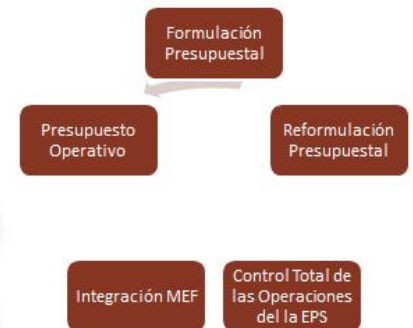 Formulación
Presupuestal
Presupuesto
Operativo
Reformulación
Presupuestal
Integración MEF
Control Total de
las Operaciones
del la EPS